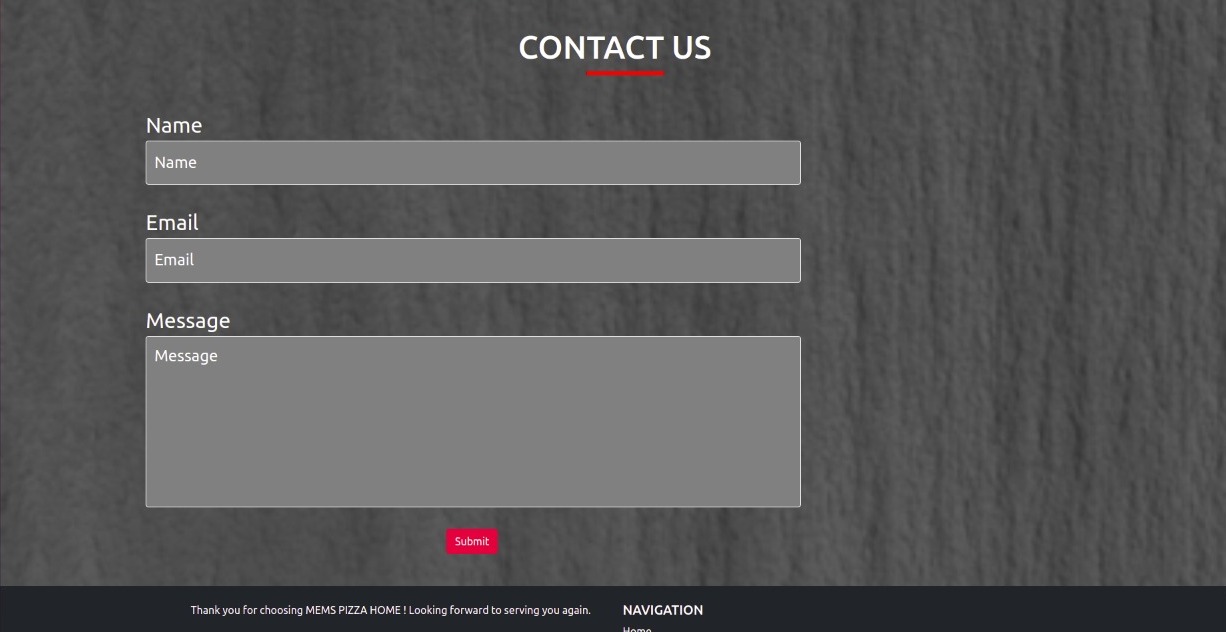 CONTACT US
Name
Name
Email
Email
Message
Message
Submit
Thank you for choosing MEMS PIZZA HOME ! Looking forward to serving you again.
NAVIGATION
Home